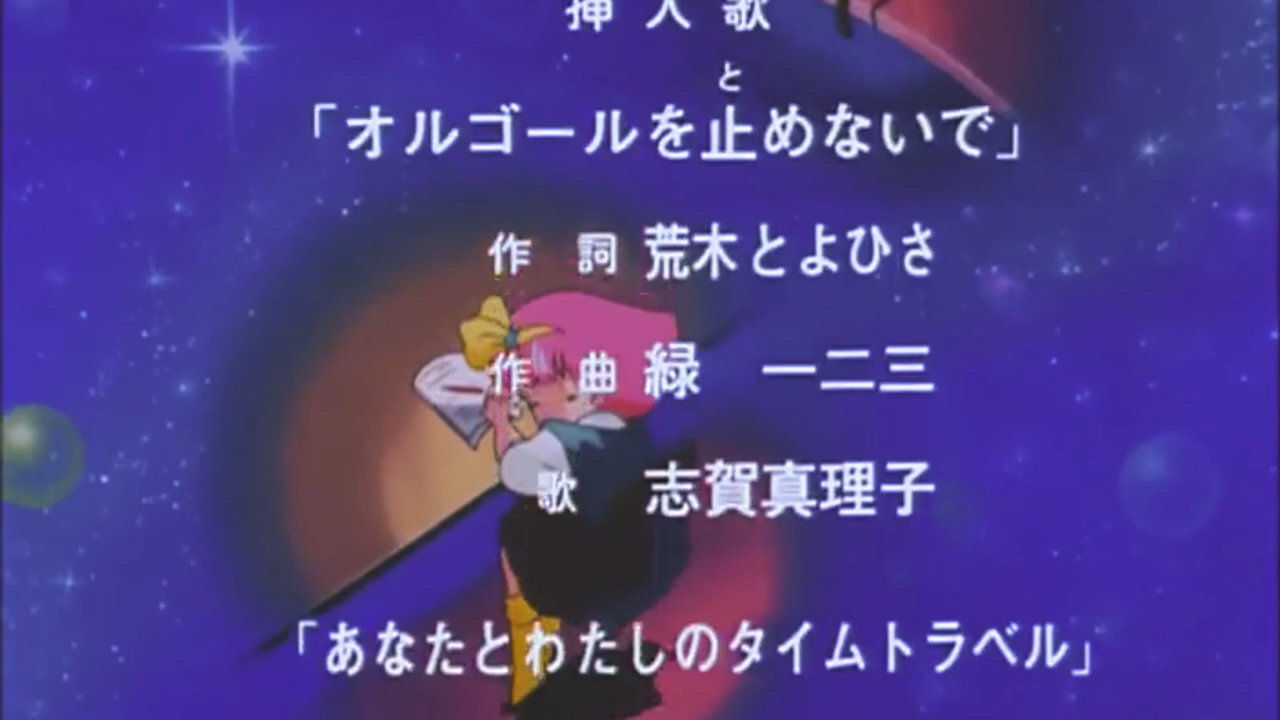 挿入歌
と
「オルゴールを止めないで」
作 詞 荒木とよひさ
作 曲 緑 一二三
歌 志賀真理子
「あなたとわたしのタイムトラベル」